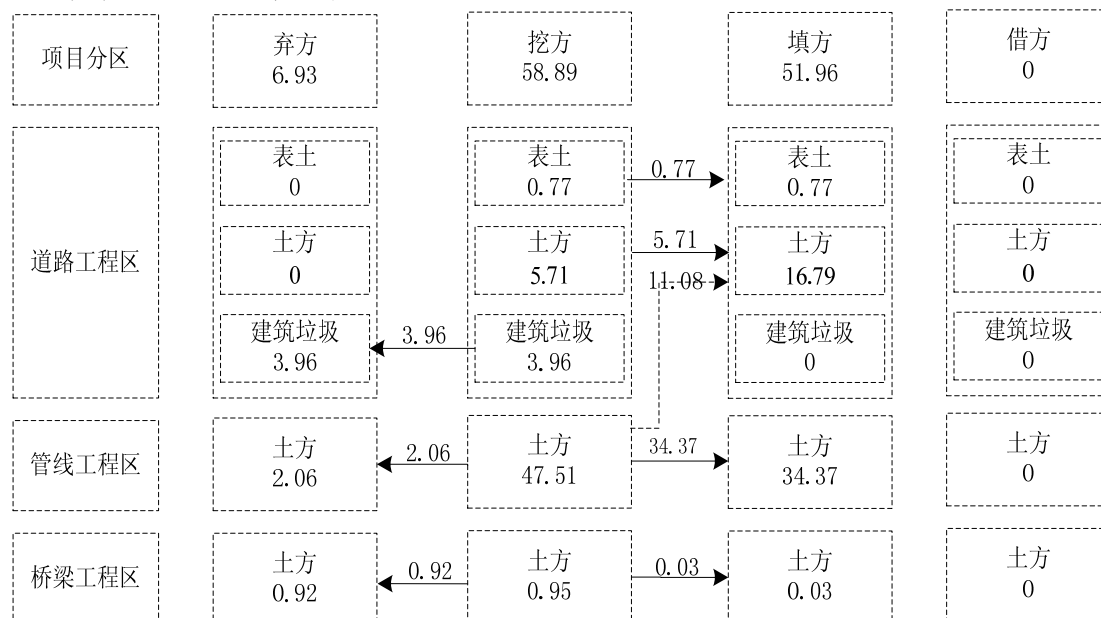 项目分区
弃方
6.93
挖方
58.89
填方
51.96
借方
0
道路工程区
表土
0
表土
0.77
0.77
表土
0.77
表土
0
土方
0
土方
5.71
5.71
11.08
土方
16.79
土方
0
建筑垃圾
3.96
3.96
建筑垃圾
3.96
建筑垃圾
0
建筑垃圾
0
管线工程区
土方
2.06
2.06
土方
47.51
34.37
土方
34.37
土方
0
桥梁工程区
土方
0.92
0.92
土方
0.95
0.03
土方
0.03
土方
0